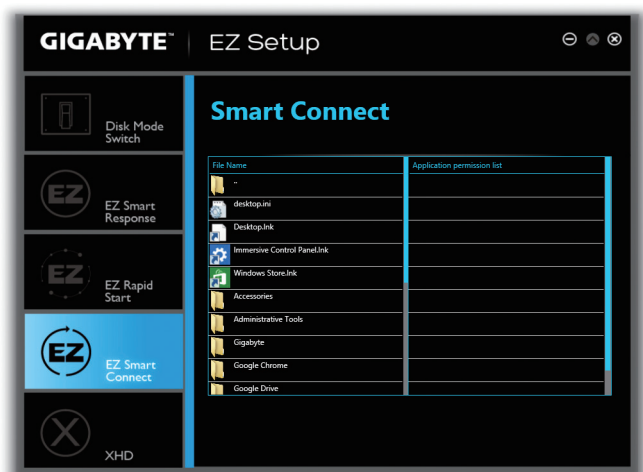 GIGABYTE™ EZ Setup
Disk Mode
Switch
EZ
EZ Smart
Response
EZ
EZ Rapid
Start
EZ
EZ Smart
Connect
X
XHD
Smart Connect
File Name Application permission list
..
desktop.ini
Desktop.lnk
Immersive Control Panel.lnk
Windows Store.lnk
Accessories
Administrative Tools
Gigabyte
Google Chrome
Google Drive